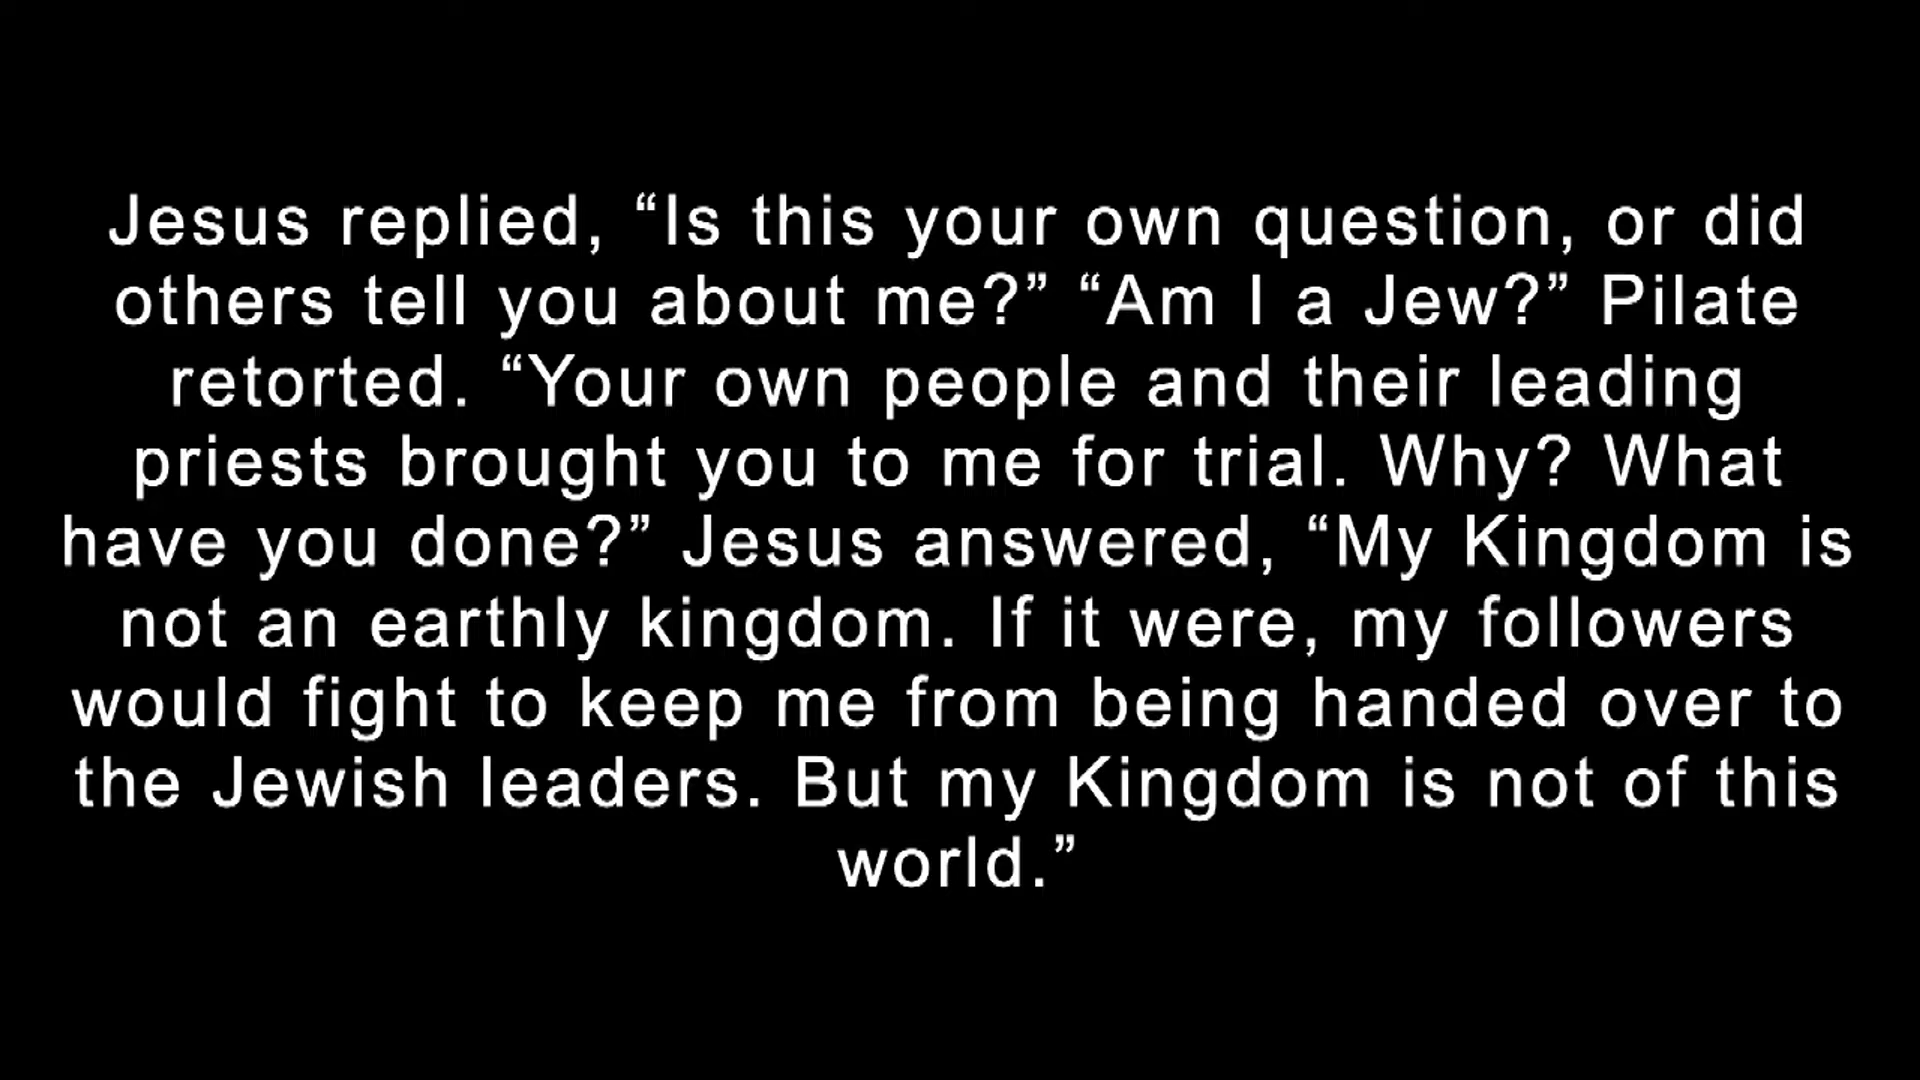 Jesus replied, “Is this your own question, or did
others tell you about me?” “Am I a Jew?” Pilate
retorted. “Your own people and their leading
priests brought you to me for trial. Why? What
have you done?” Jesus answered, “My Kingdom is
not an earthly kingdom. If it were, my followers
would fight to keep me from being handed over to
the Jewish leaders. But my Kingdom is not of this
world.”